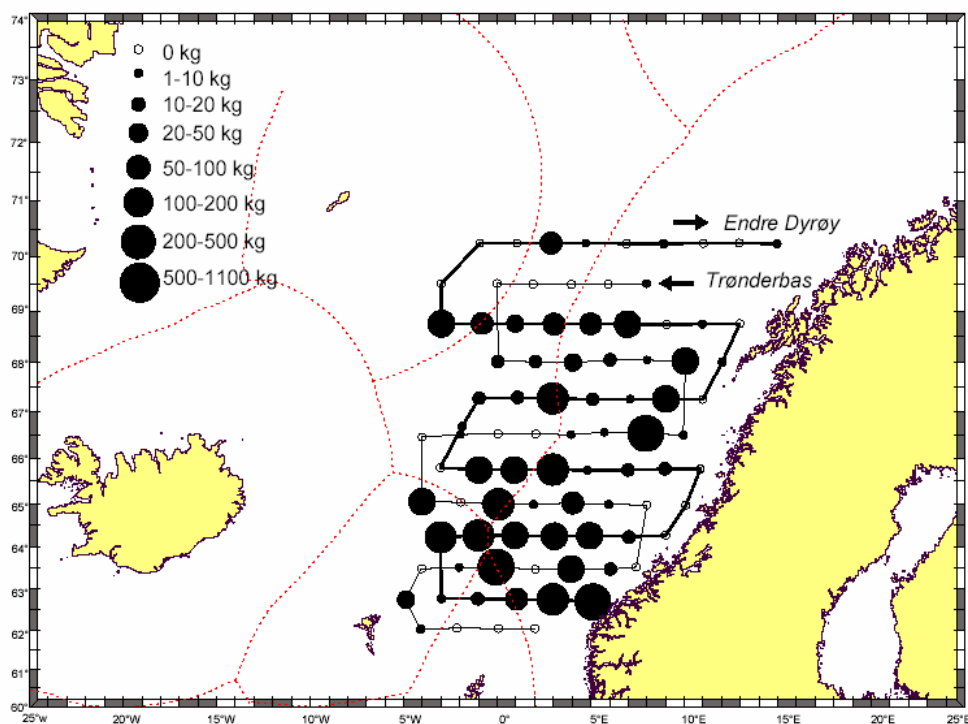 74°
73°
72°
71°
70°
69°
68°
67°
66°
65°
64°
63°
62°
61°
60°
0 kg
1-10 kg
10-20 kg
20-50 kg
50-100 kg
100-200 kg
200-500 kg
500-1100 kg
Endre Dyrøy
Trønderbas
25°W
20°W
15°W
10°W
5°W
0°
5°E
10°E
15°E
20°E
25°E